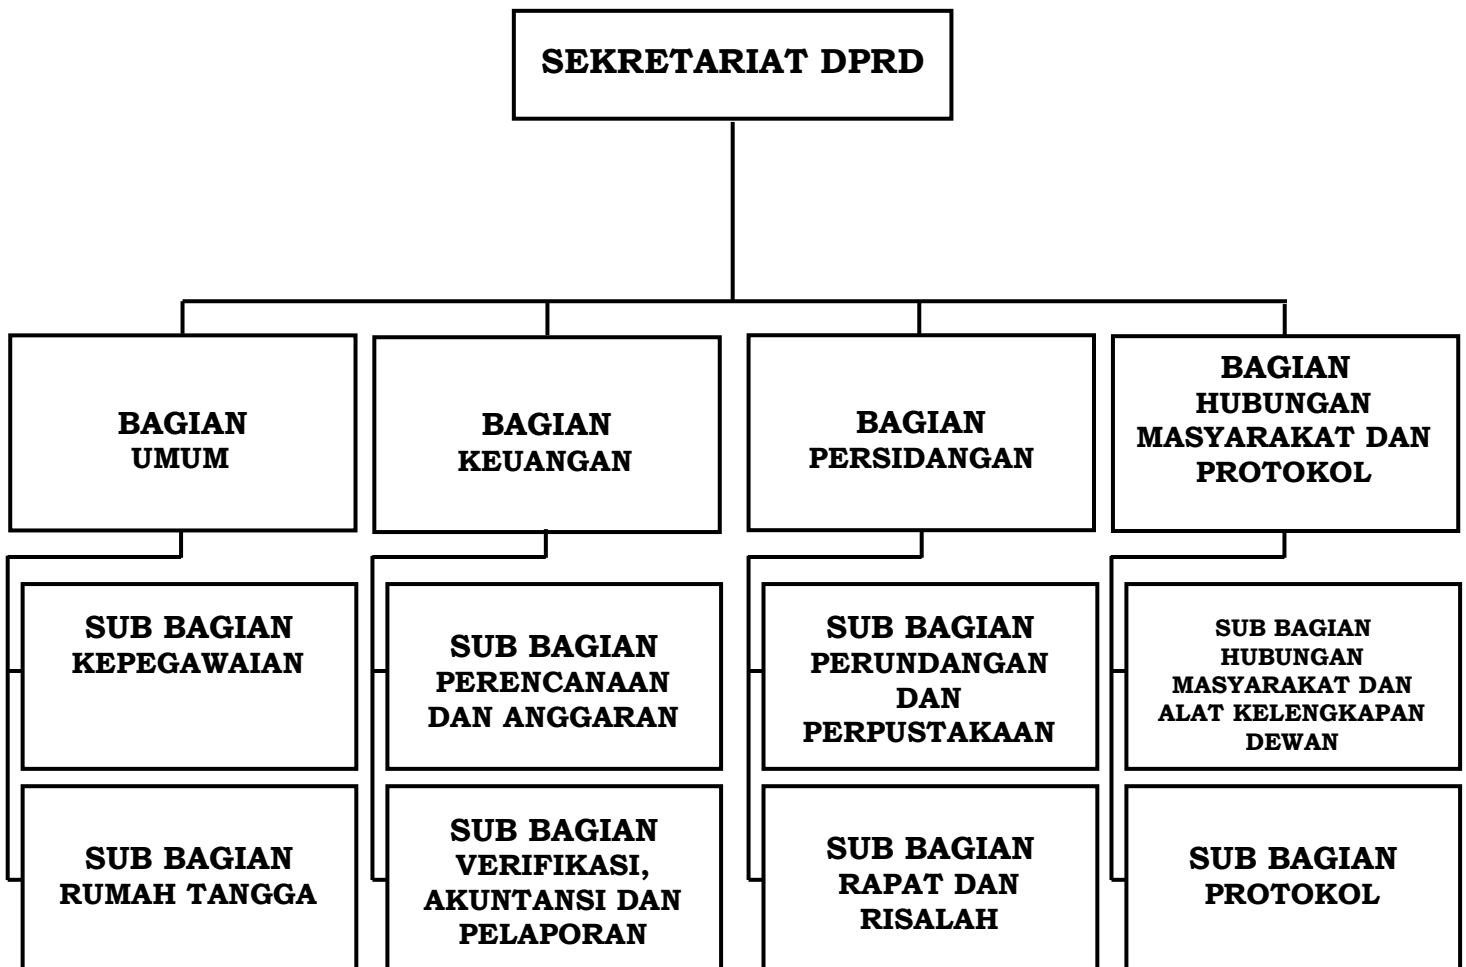 SEKRETARIAT DPRD
BAGIAN
UMUM
BAGIAN
KEUANGAN
BAGIAN
PERSIDANGAN
BAGIAN
HUBUNGAN
MASYARAKAT DAN
PROTOKOL
SUB BAGIAN
KEPEGAWAIAN
SUB BAGIAN
PERENCANAAN
DAN ANGGARAN
SUB BAGIAN
PERUNDANGAN
DAN
PERPUSTAKAAN
SUB BAGIAN
HUBUNGAN
MASYARAKAT DAN
ALAT KELENGKAPAN
DEWAN
SUB BAGIAN
RUMAH TANGGA
SUB BAGIAN
VERIFIKASI,
AKUNTANSI DAN
PELAPORAN
SUB BAGIAN
RAPAT DAN
RISALAH
SUB BAGIAN
PROTOKOL